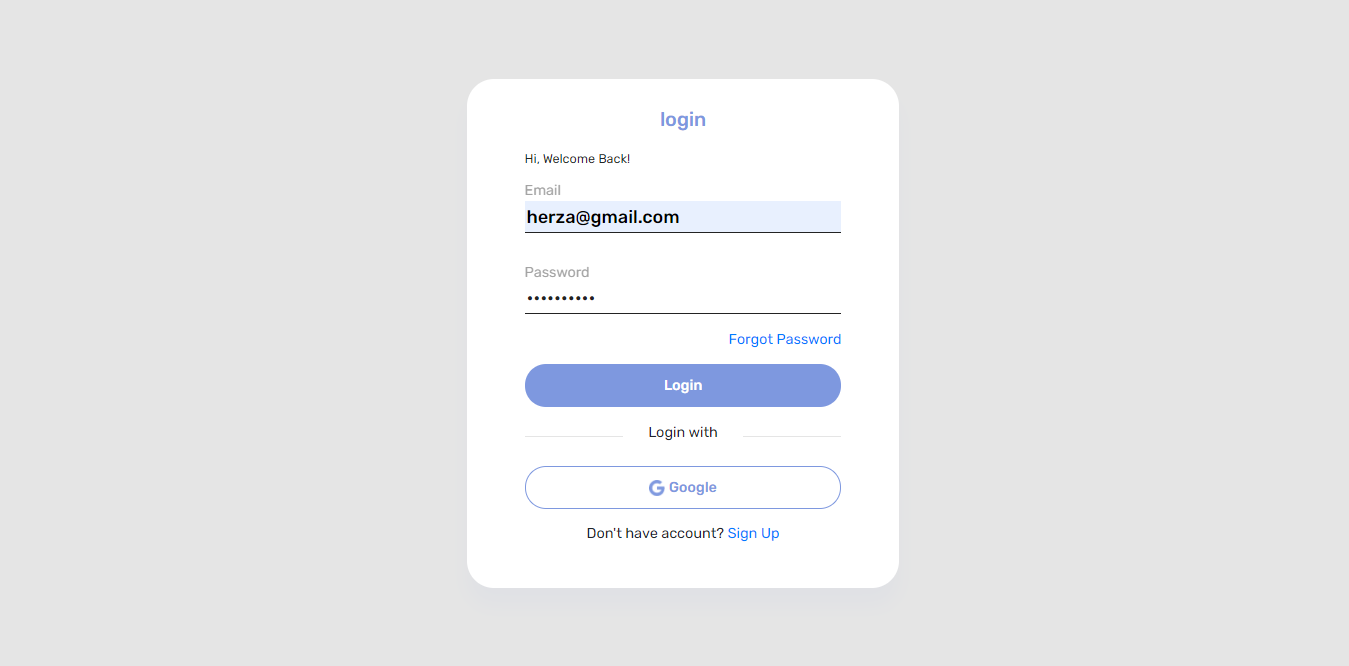 login
Hi, Welcome Back!
Email
herza@gmail.com
Password
••••••••••
Forgot Password
Login
Login with
Google
Don't have account? Sign Up